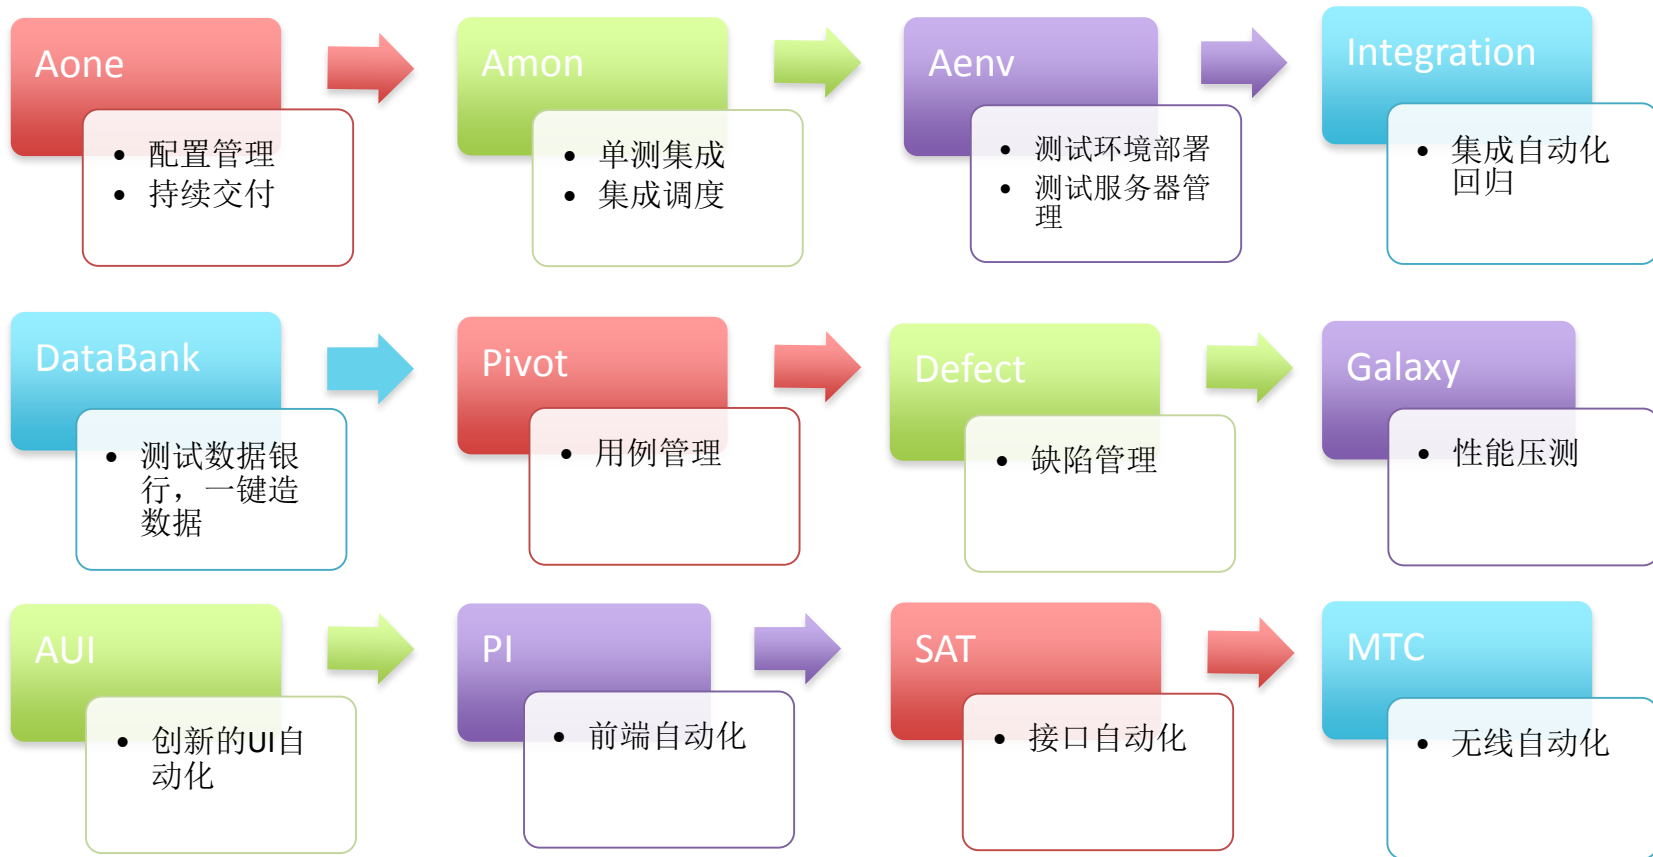 Aone
• 配置管理
• 持续交付
Amon
• 单测集成
• 集成调度
Aenv
• 测试环境部署
• 测试服务器管
理
Integration
• 集成自动化
回归
DataBank
• 测试数据银
行，一键造
数据
Pivot
• 用例管理
Defect
• 缺陷管理
Galaxy
• 性能压测
AUI
• 创新的UI自
动化
PI
• 前端自动化
SAT
• 接口自动化
MTC
• 无线自动化